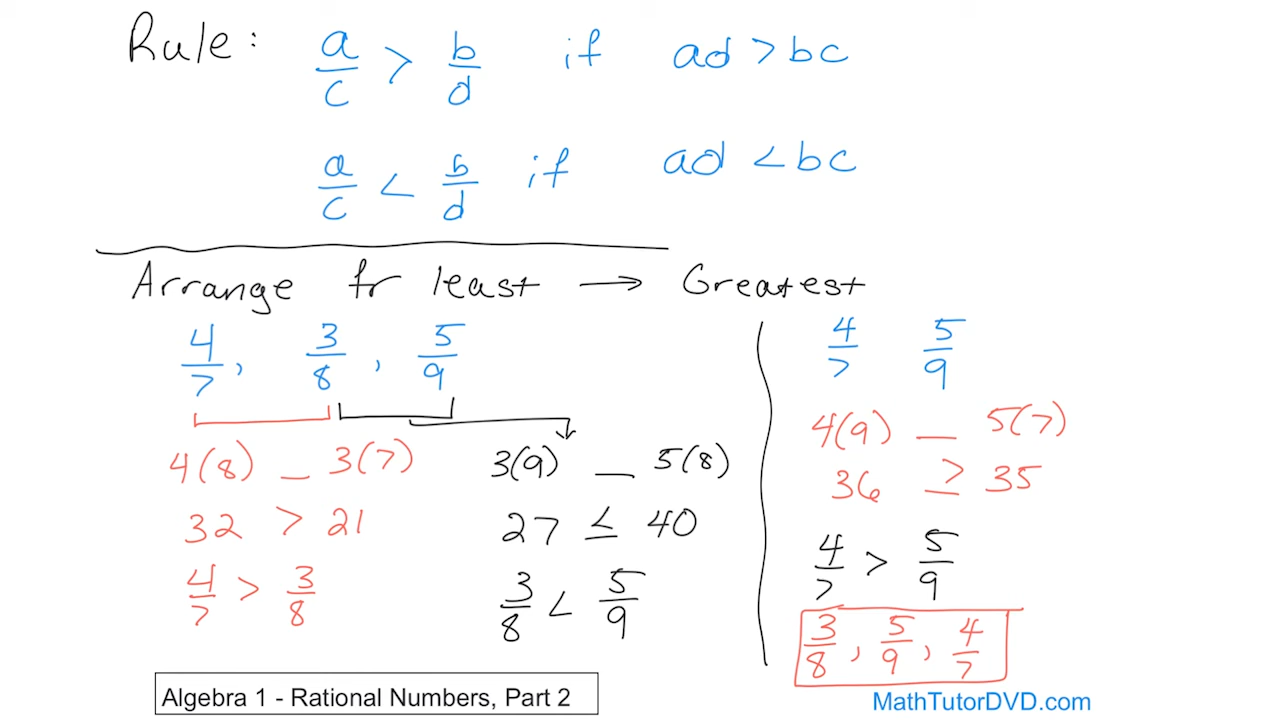 Rule: a/c > b/d if ad > bc
a/c < b/d if ad < bc
Arrange fr least → Greatest
4/7, 3/8, 5/9
4(8) _ 3(7)
32 > 21
4/7 > 3/8
3(9) _ 5(8)
27 < 40
3/8 < 5/9
4/7 5/9
4(9) _ 5(7)
36 > 35
4/7 > 5/9
3/8, 5/9, 4/7
Algebra 1 - Rational Numbers, Part 2
MathTutorDVD.com